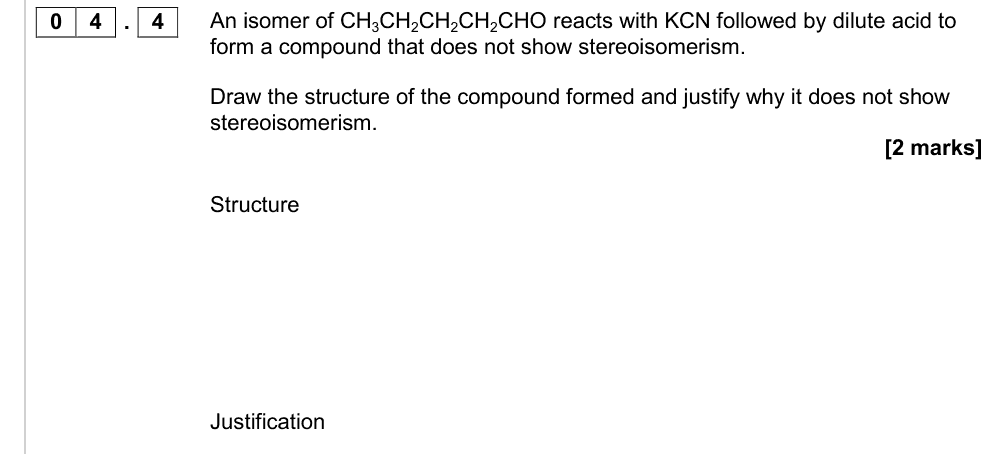 04.4 An isomer of CH₃CH₂CH₂CH₂CHO reacts with KCN followed by dilute acid to
form a compound that does not show stereoisomerism.
Draw the structure of the compound formed and justify why it does not show
stereoisomerism.
[2 marks]
Structure
Justification